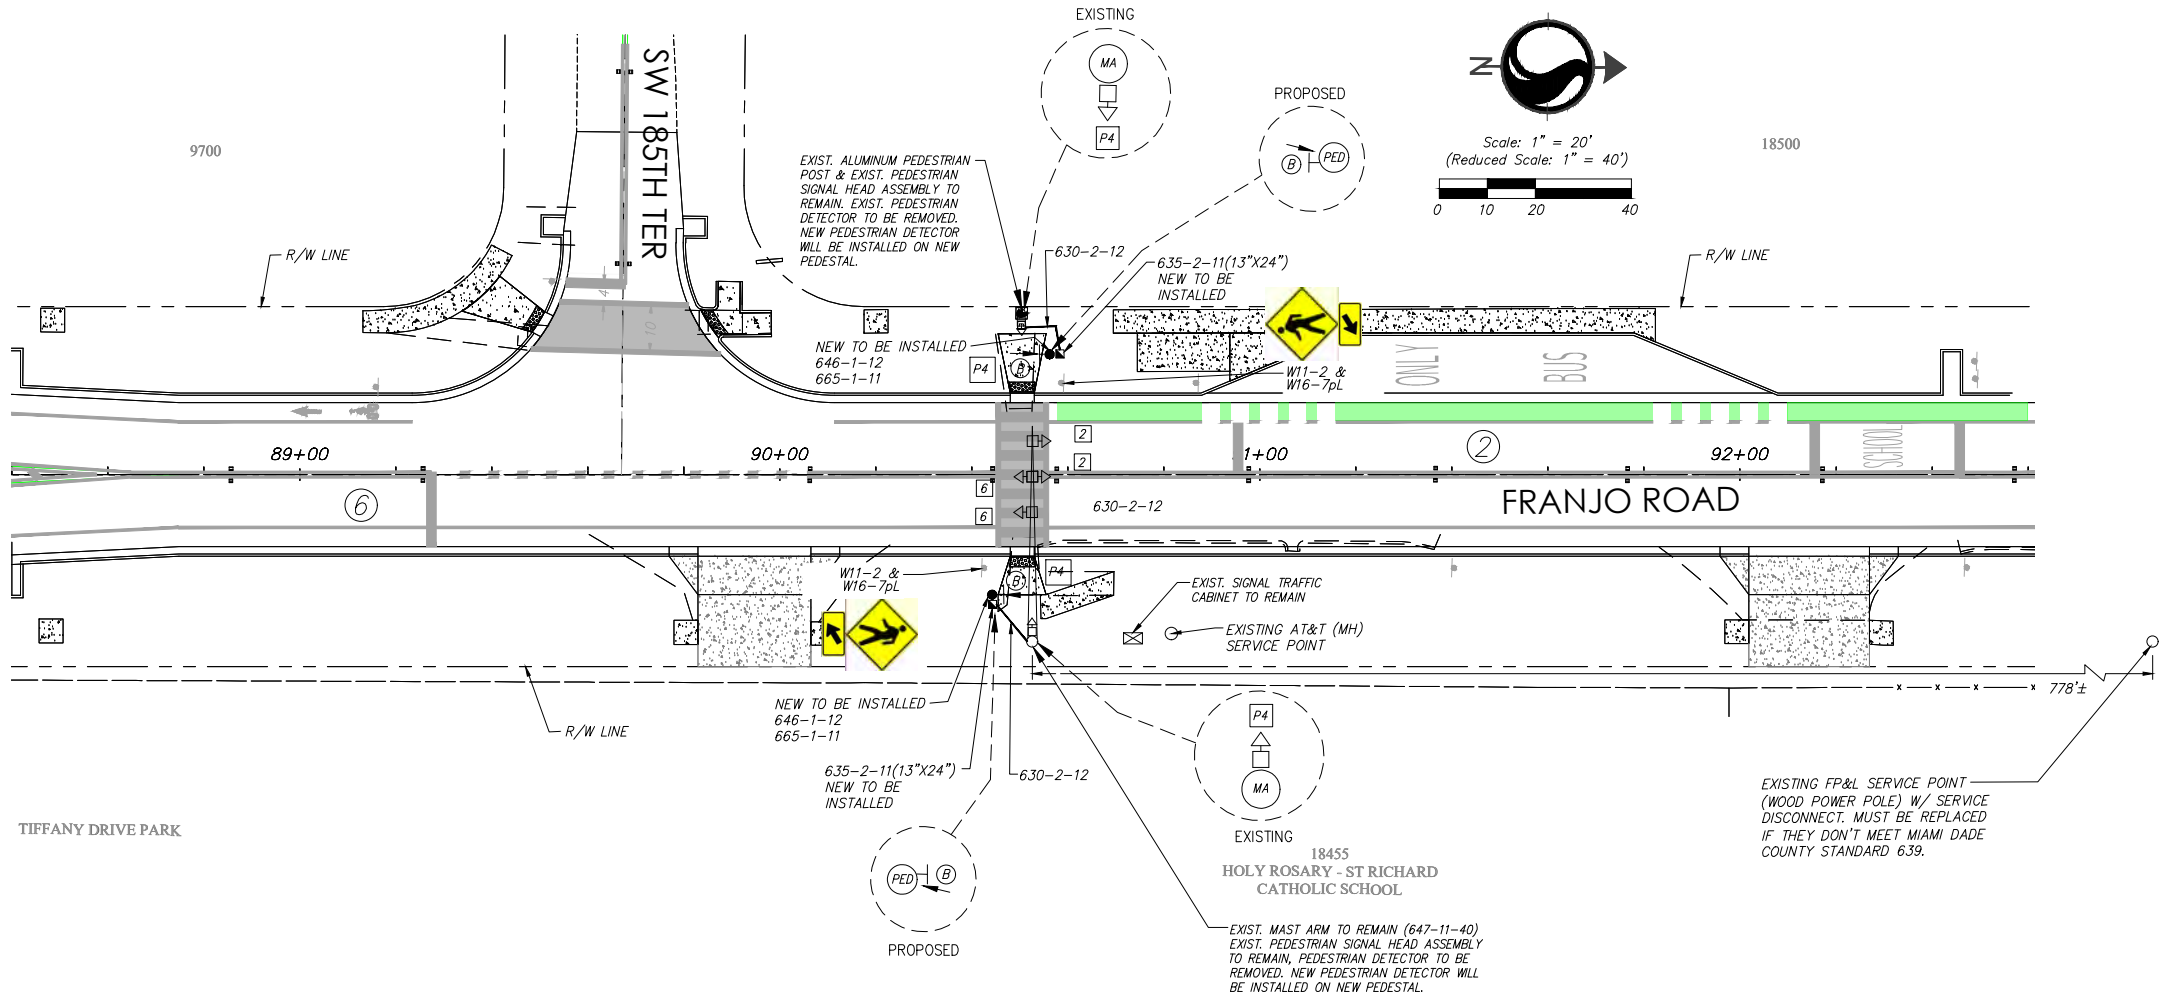 EXISTING
MA
P4
PROPOSED
B
PED
N
Scale: 1" = 20'
(Reduced Scale: 1" = 40')
0 10 20 40
9700
18500
SW 185TH TER
EXIST. ALUMINUM PEDESTRIAN
POST & EXIST. PEDESTRIAN
SIGNAL HEAD ASSEMBLY TO
REMAIN. EXIST. PEDESTRIAN
DETECTOR TO BE REMOVED.
NEW PEDESTRIAN DETECTOR
WILL BE INSTALLED ON NEW
PEDESTAL.
R/W LINE
630-2-12
635-2-11(13"X24")
NEW TO BE
INSTALLED
R/W LINE
4
10
NEW TO BE INSTALLED
646-1-12
665-1-11
P4
B
W11-2 &
W16-7pL
ONLY
BUS
2
2
2
89+00
90+00
1+00
92+00
SCHOOL
6
6
6
630-2-12
FRANJO ROAD
W11-2 &
W16-7pL
B
P4
EXIST. SIGNAL TRAFFIC
CABINET TO REMAIN
EXISTING AT&T (MH)
SERVICE POINT
778'±
NEW TO BE INSTALLED
646-1-12
665-1-11
R/W LINE
635-2-11(13"X24")
NEW TO BE
INSTALLED
630-2-12
P4
MA
EXISTING
EXISTING FP&L SERVICE POINT
(WOOD POWER POLE) W/ SERVICE
DISCONNECT. MUST BE REPLACED
IF THEY DON'T MEET MIAMI DADE
COUNTY STANDARD 639.
TIFFANY DRIVE PARK
PED
B
PROPOSED
18455
HOLY ROSARY - ST RICHARD
CATHOLIC SCHOOL
EXIST. MAST ARM TO REMAIN (647-11-40)
EXIST. PEDESTRIAN SIGNAL HEAD ASSEMBLY
TO REMAIN, PEDESTRIAN DETECTOR TO BE
REMOVED. NEW PEDESTRIAN DETECTOR WILL
BE INSTALLED ON NEW PEDESTAL.